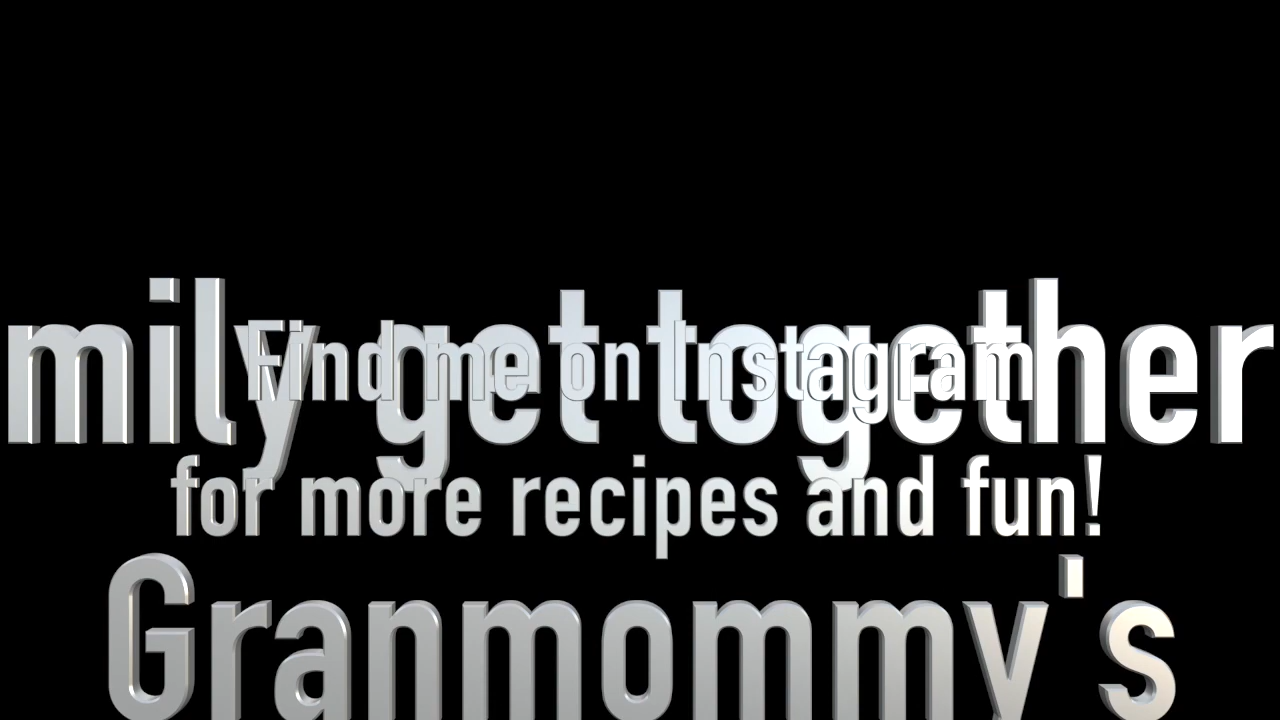 mily get together
Find me on Instagram
for more recipes and fun!
Granmommy's